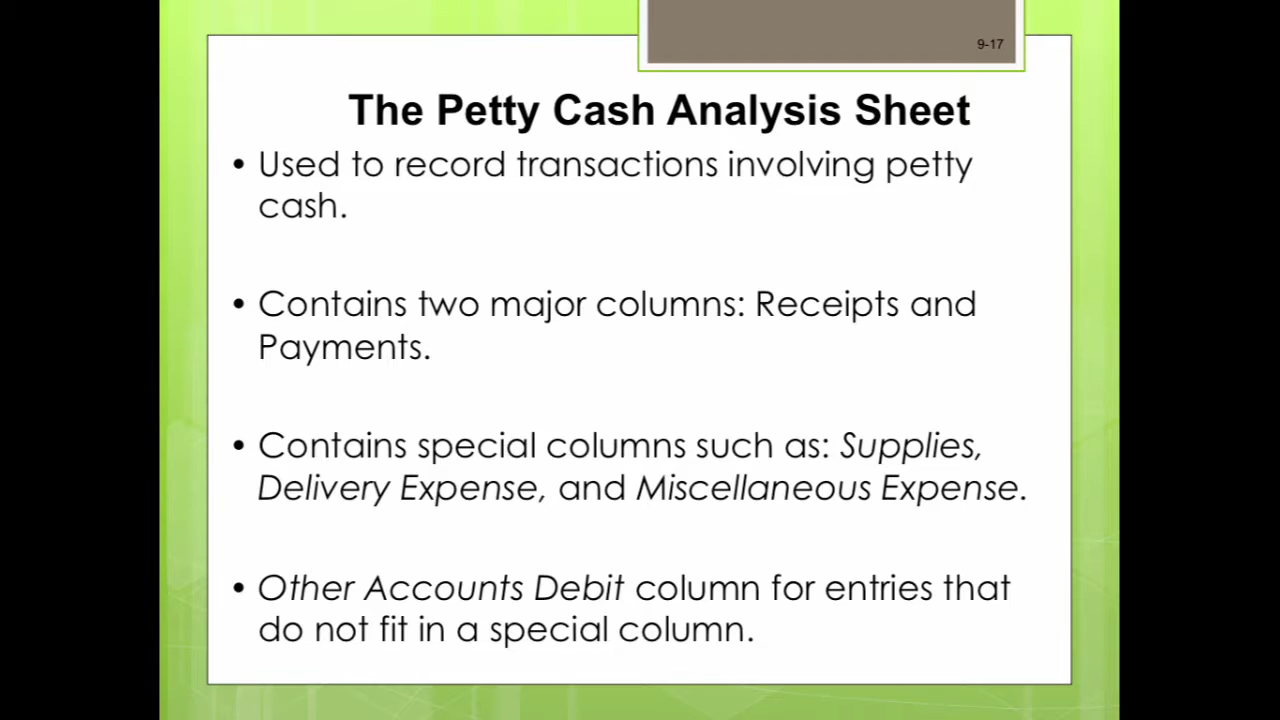 9-17
The Petty Cash Analysis Sheet
• Used to record transactions involving petty
cash.
• Contains two major columns: Receipts and
Payments.
• Contains special columns such as: Supplies,
Delivery Expense, and Miscellaneous Expense.
• Other Accounts Debit column for entries that
do not fit in a special column.